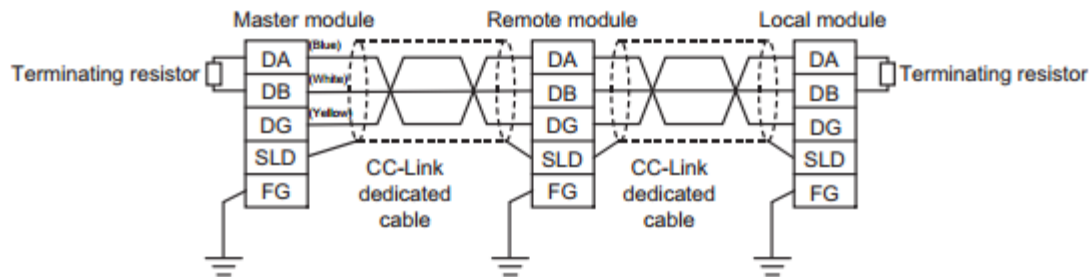 Master module
Remote module
Local module
Terminating resistor
DA
DB
DG
SLD
FG
(Blue)
(White)
(Yellow)
CC-Link
dedicated
cable
DA
DB
DG
SLD
FG
CC-Link
dedicated
cable
DA
DB
DG
SLD
FG
Terminating resistor